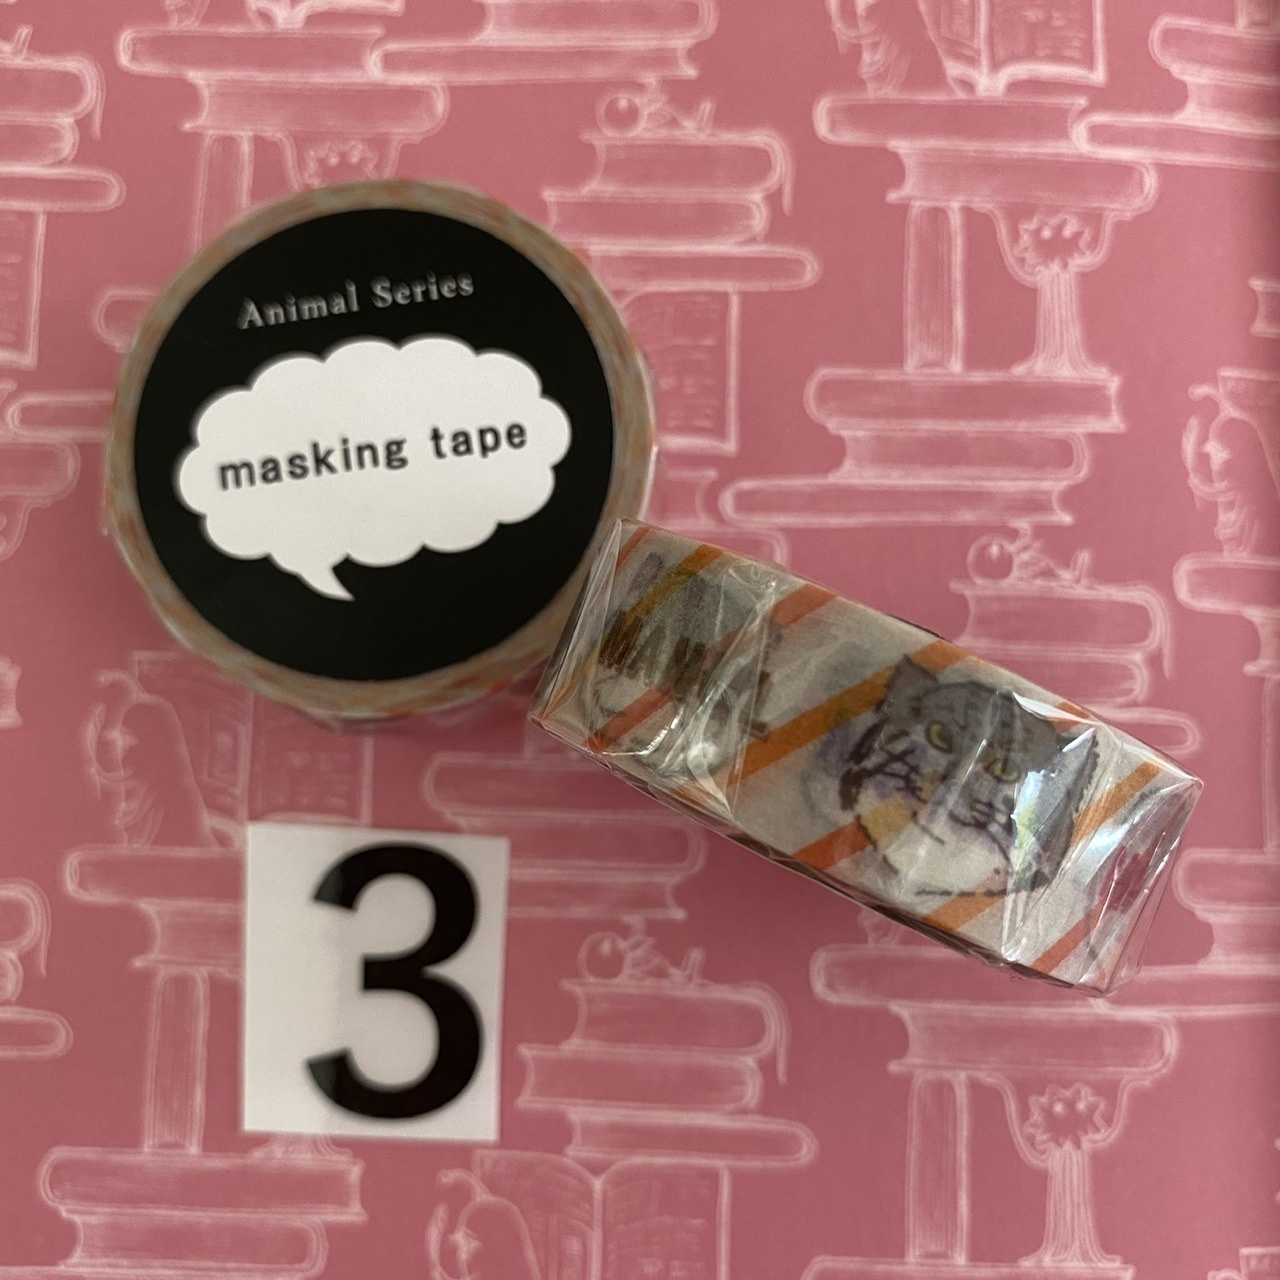 Animal Series
masking tape
3